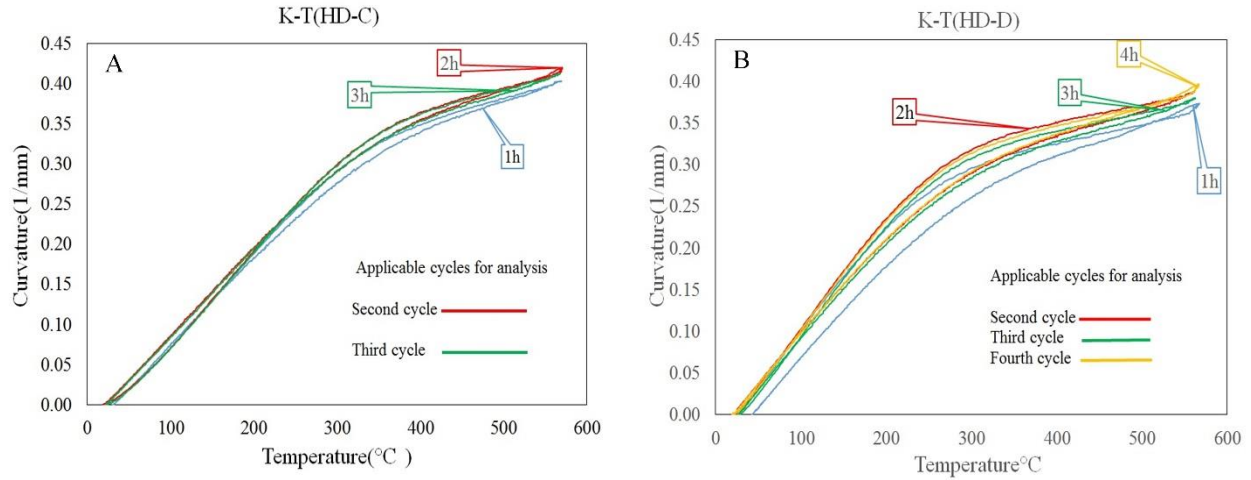 K-T(HD-C)
A
Curvature(1/mm)
0.45
0.40
0.35
0.30
0.25
0.20
0.15
0.10
0.05
0.00
2h
3h
1h
Applicable cycles for analysis
Second cycle
Third cycle
0 100 200 300 400 500 600
Temperature(°C )
K-T(HD-D)
B
Curvature(1/mm)
0.45
0.40
0.35
0.30
0.25
0.20
0.15
0.10
0.05
0.00
4h
3h
2h
1h
Applicable cycles for analysis
Second cycle
Third cycle
Fourth cycle
0 100 200 300 400 500 600
Temperature°C